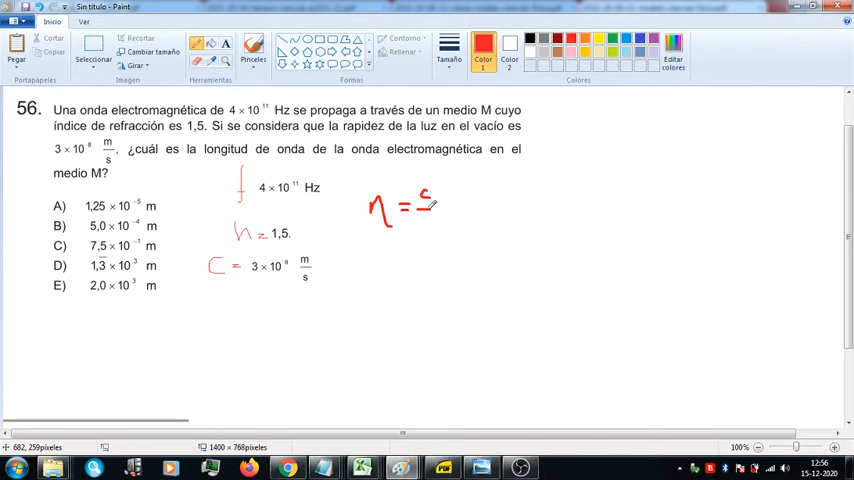 Sin título - Paint
Inicio Ver
Pegar
Cortar
Copiar
Portapapeles
Seleccionar
Recortar
Cambiar tamaño
Girar
Imagen
Herramientas
Pinceles
Contorno
Rellenar
Formas
Tamaño
Color 1
Color 2
Editar colores
Colores
56. Una onda electromagnética de 4 × 10 11 Hz se propaga a través de un medio M cuyo
índice de refracción es 1,5. Si se considera que la rapidez de la luz en el vacío es
3 × 10 8 m/s, ¿cuál es la longitud de onda de la onda electromagnética en el
medio M?
A) 1,25 × 10 -5 m
B) 5,0 × 10 -4 m
C) 7,5 × 10 -1 m
D) 1,3̅ × 10 3 m
E) 2,0 × 10 3 m
f 4 × 10 11 Hz
n = 1,5.
C = 3 × 10 8 m/s
n = c
682, 259píxeles
1400 × 768píxeles
100%
12:56
15-12-2020